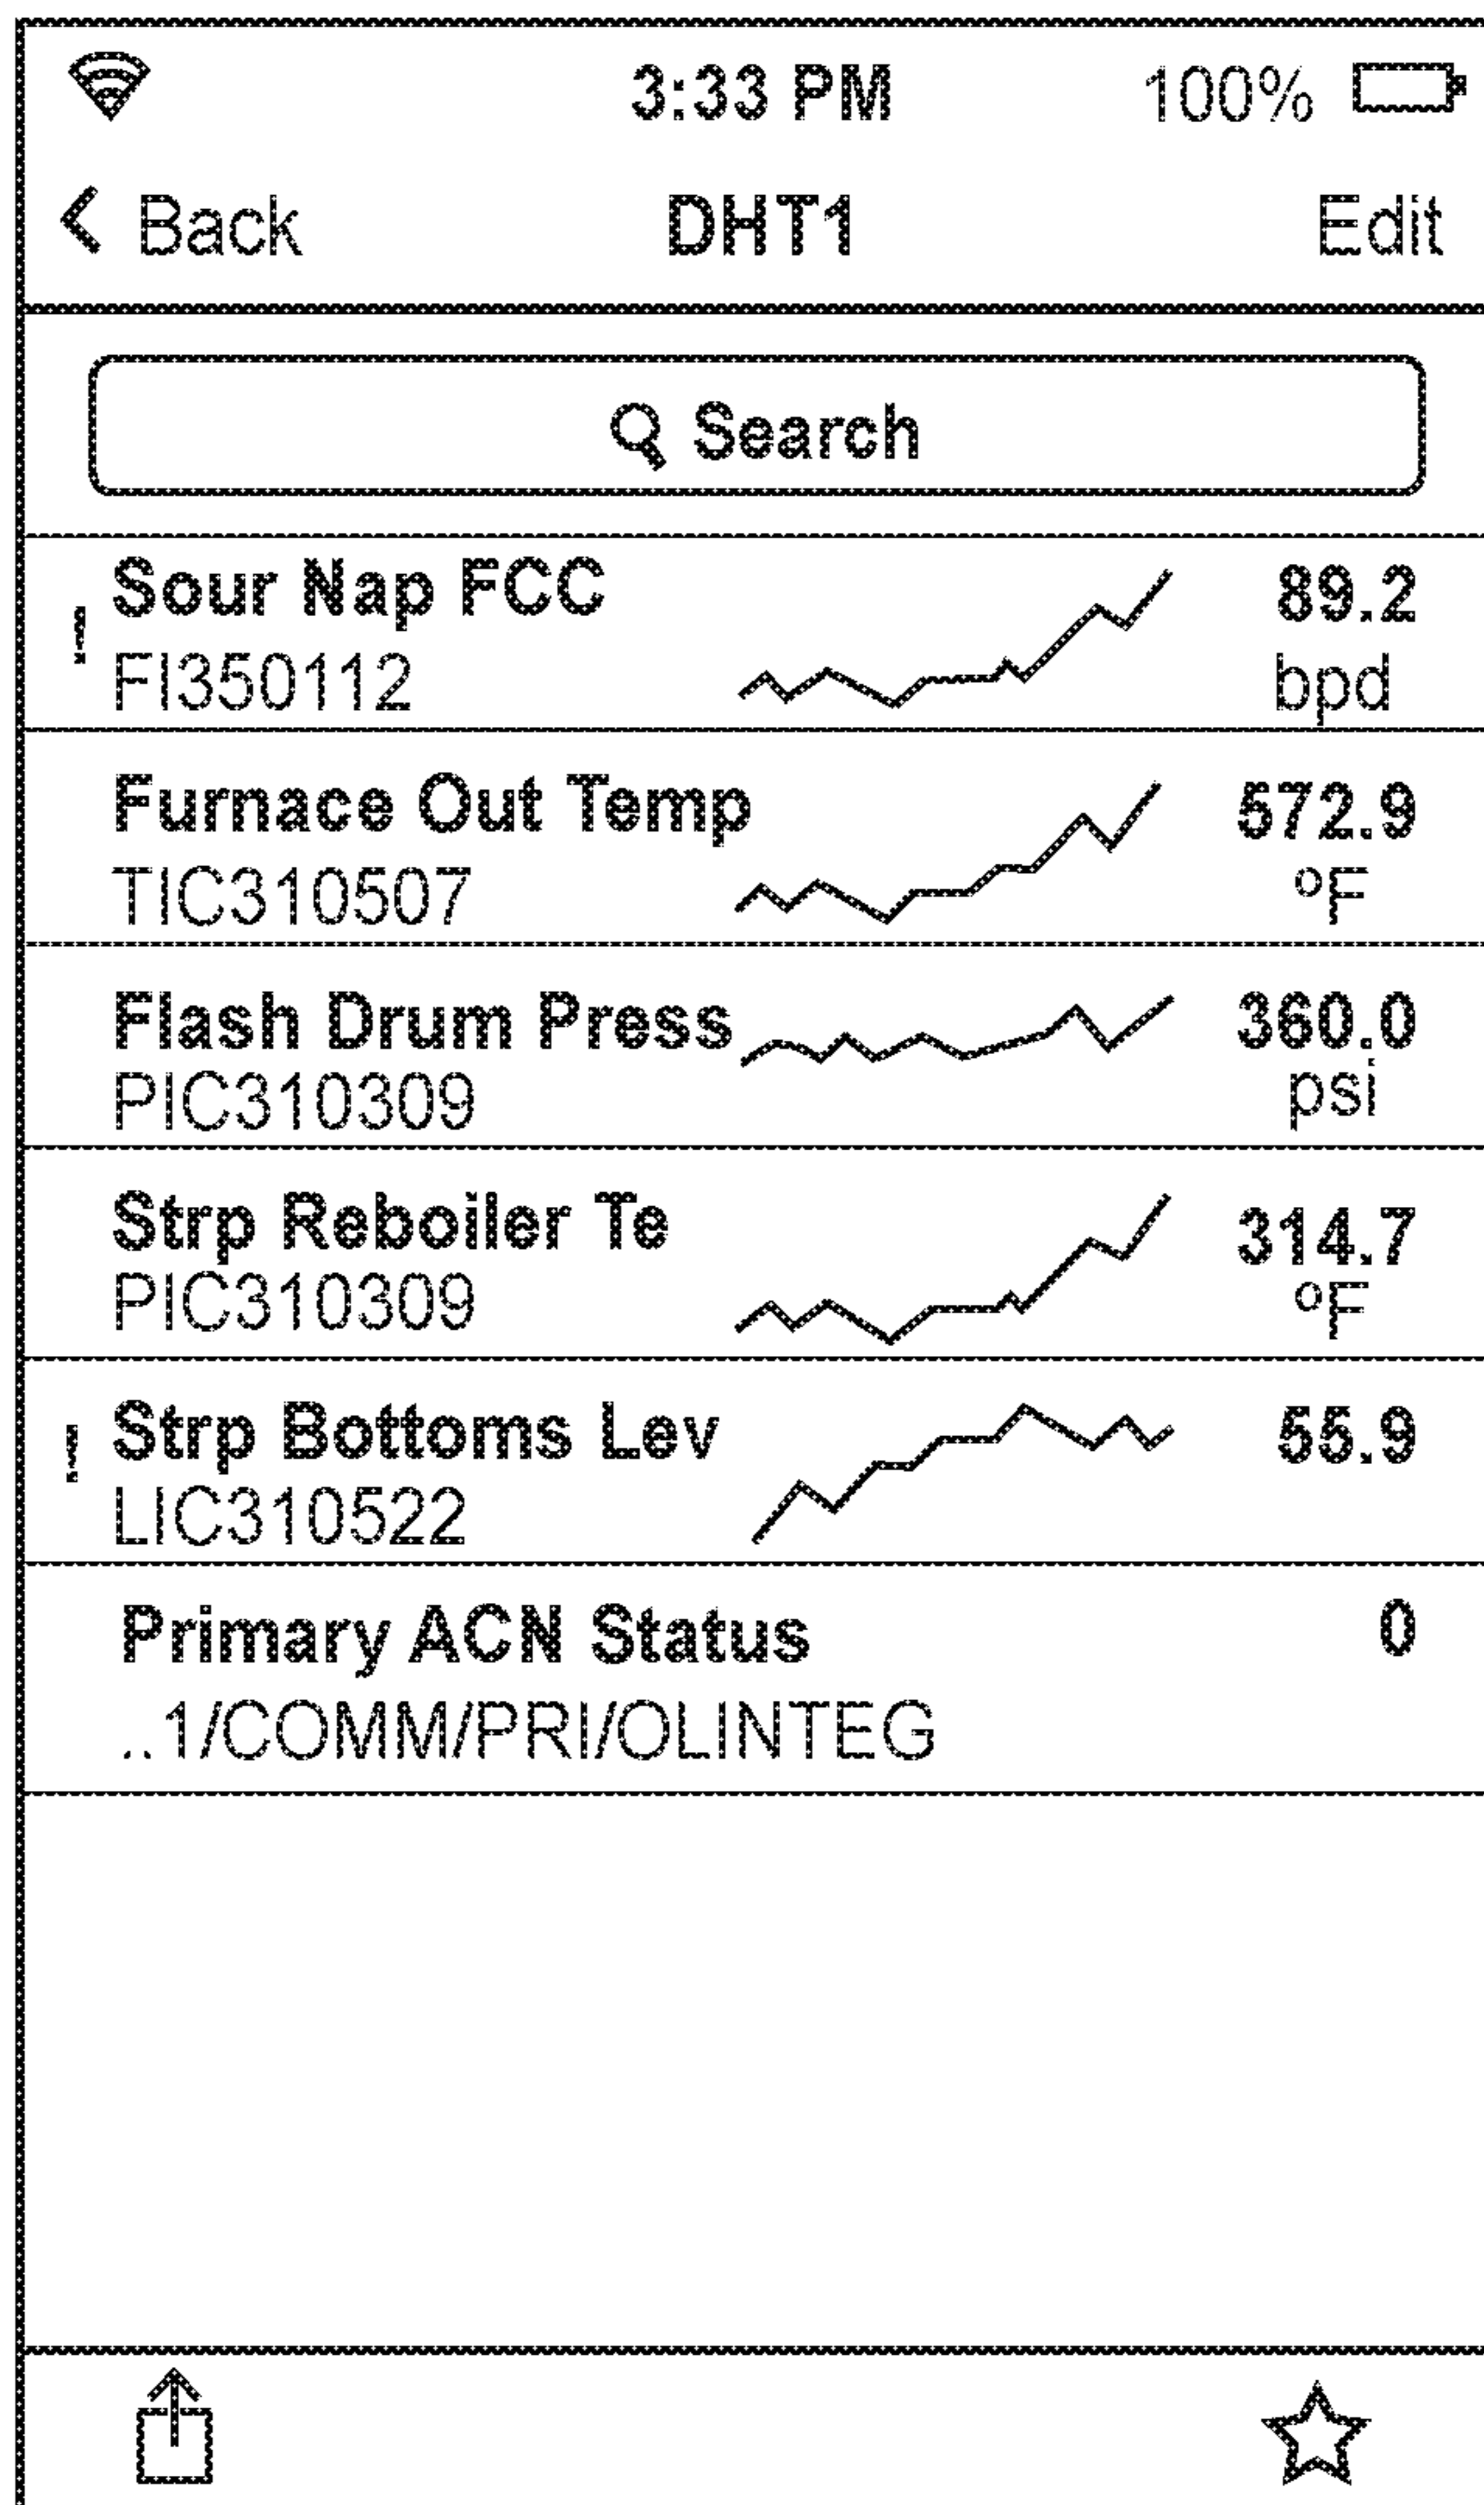 3:33 PM 100%
Back DHT1 Edit
Search
! Sour Nap FCC 89.2
FI350112 bpd
Furnace Out Temp 572.9
TIC310507 °F
Flash Drum Press 360.0
PIC310309 psi
Strp Reboiler Te 314.7
PIC310309 °F
! Strp Bottoms Lev 55.9
LIC310522
Primary ACN Status 0
..1/COMM/PRI/OLINTEG